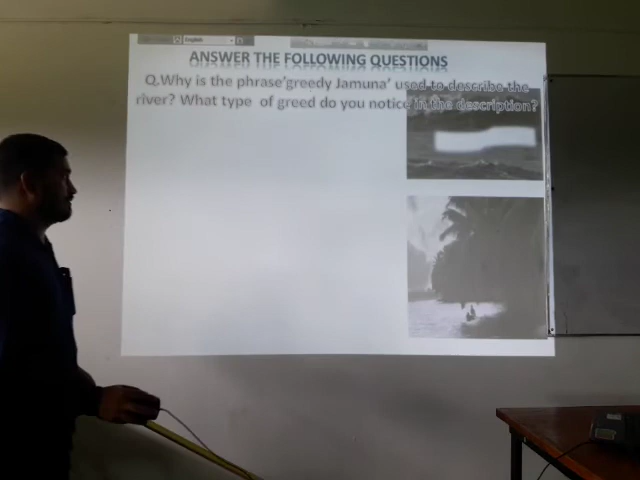 English
ANSWER THE FOLLOWING QUESTIONS
Q.Why is the phrase'greedy Jamuna' used to describe the
river? What type of greed do you notice in the description?